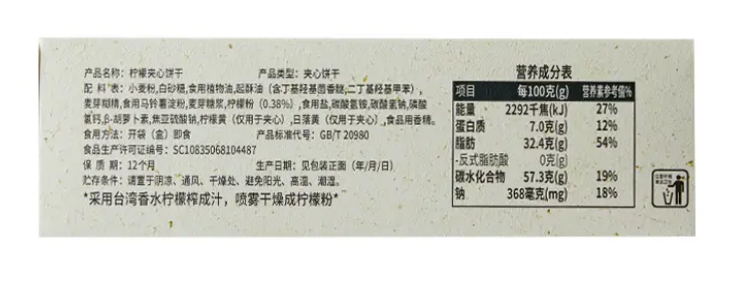 产品名称：柠檬夹心饼干 产品类型：夹心饼干
配 料 表：小麦粉,白砂糖,食用植物油,起酥油（含丁基羟基茴香醚,二丁基羟基甲苯）,
麦芽糊精,食用马铃薯淀粉,麦芽糖浆,柠檬粉（0.38%）,食用盐,碳酸氢铵,碳酸氢钠,磷酸
氢钙,β-胡萝卜素,焦亚硫酸钠,柠檬黄（仅用于夹心）,日落黄（仅用于夹心）,食品用香精。
食用方法：开袋（盒）即食 产品标准代号：GB/T 20980
食品生产许可证编号：SC10835068104487
保 质 期：12个月 生产日期：见包装正面（年/月/日）
贮存条件：请置于阴凉、通风、干燥处、避免阳光、高温、潮湿。
*采用台湾香水柠檬榨成汁，喷雾干燥成柠檬粉*
营养成分表
项目 每100克(g) 营养素参考值%
能量 2292千焦(kJ) 27%
蛋白质 7.0克(g) 12%
脂肪 32.4克(g) 54%
-反式脂肪酸 0克(g)
碳水化合物 57.3克(g) 19%
钠 368毫克(mg) 18%